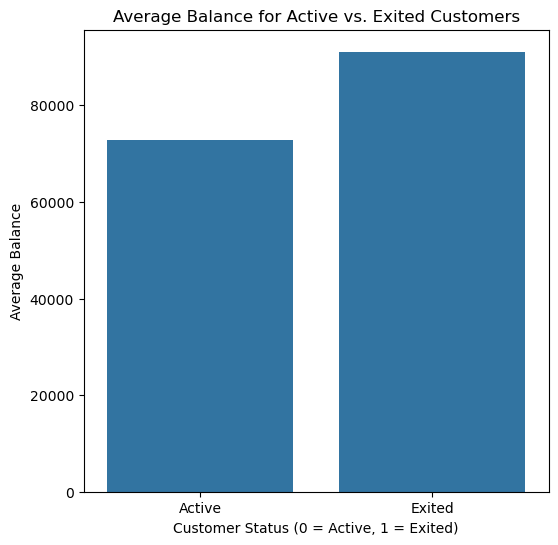 Average Balance for Active vs. Exited Customers
Average Balance
80000
60000
40000
20000
0
Active
Exited
Customer Status (0 = Active, 1 = Exited)